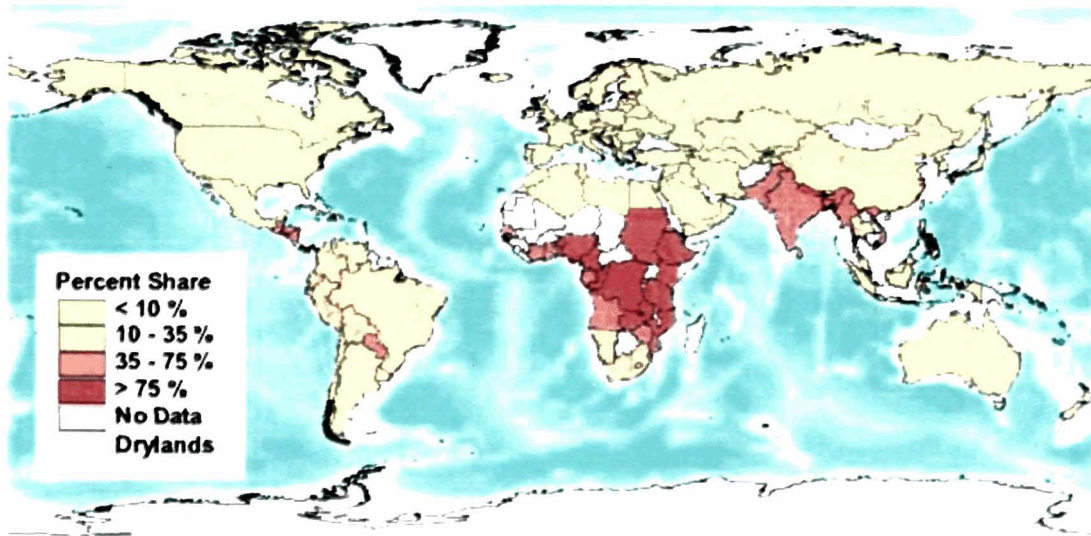 Percent Share
< 10 %
10 - 35 %
35 - 75 %
> 75 %
No Data
Drylands